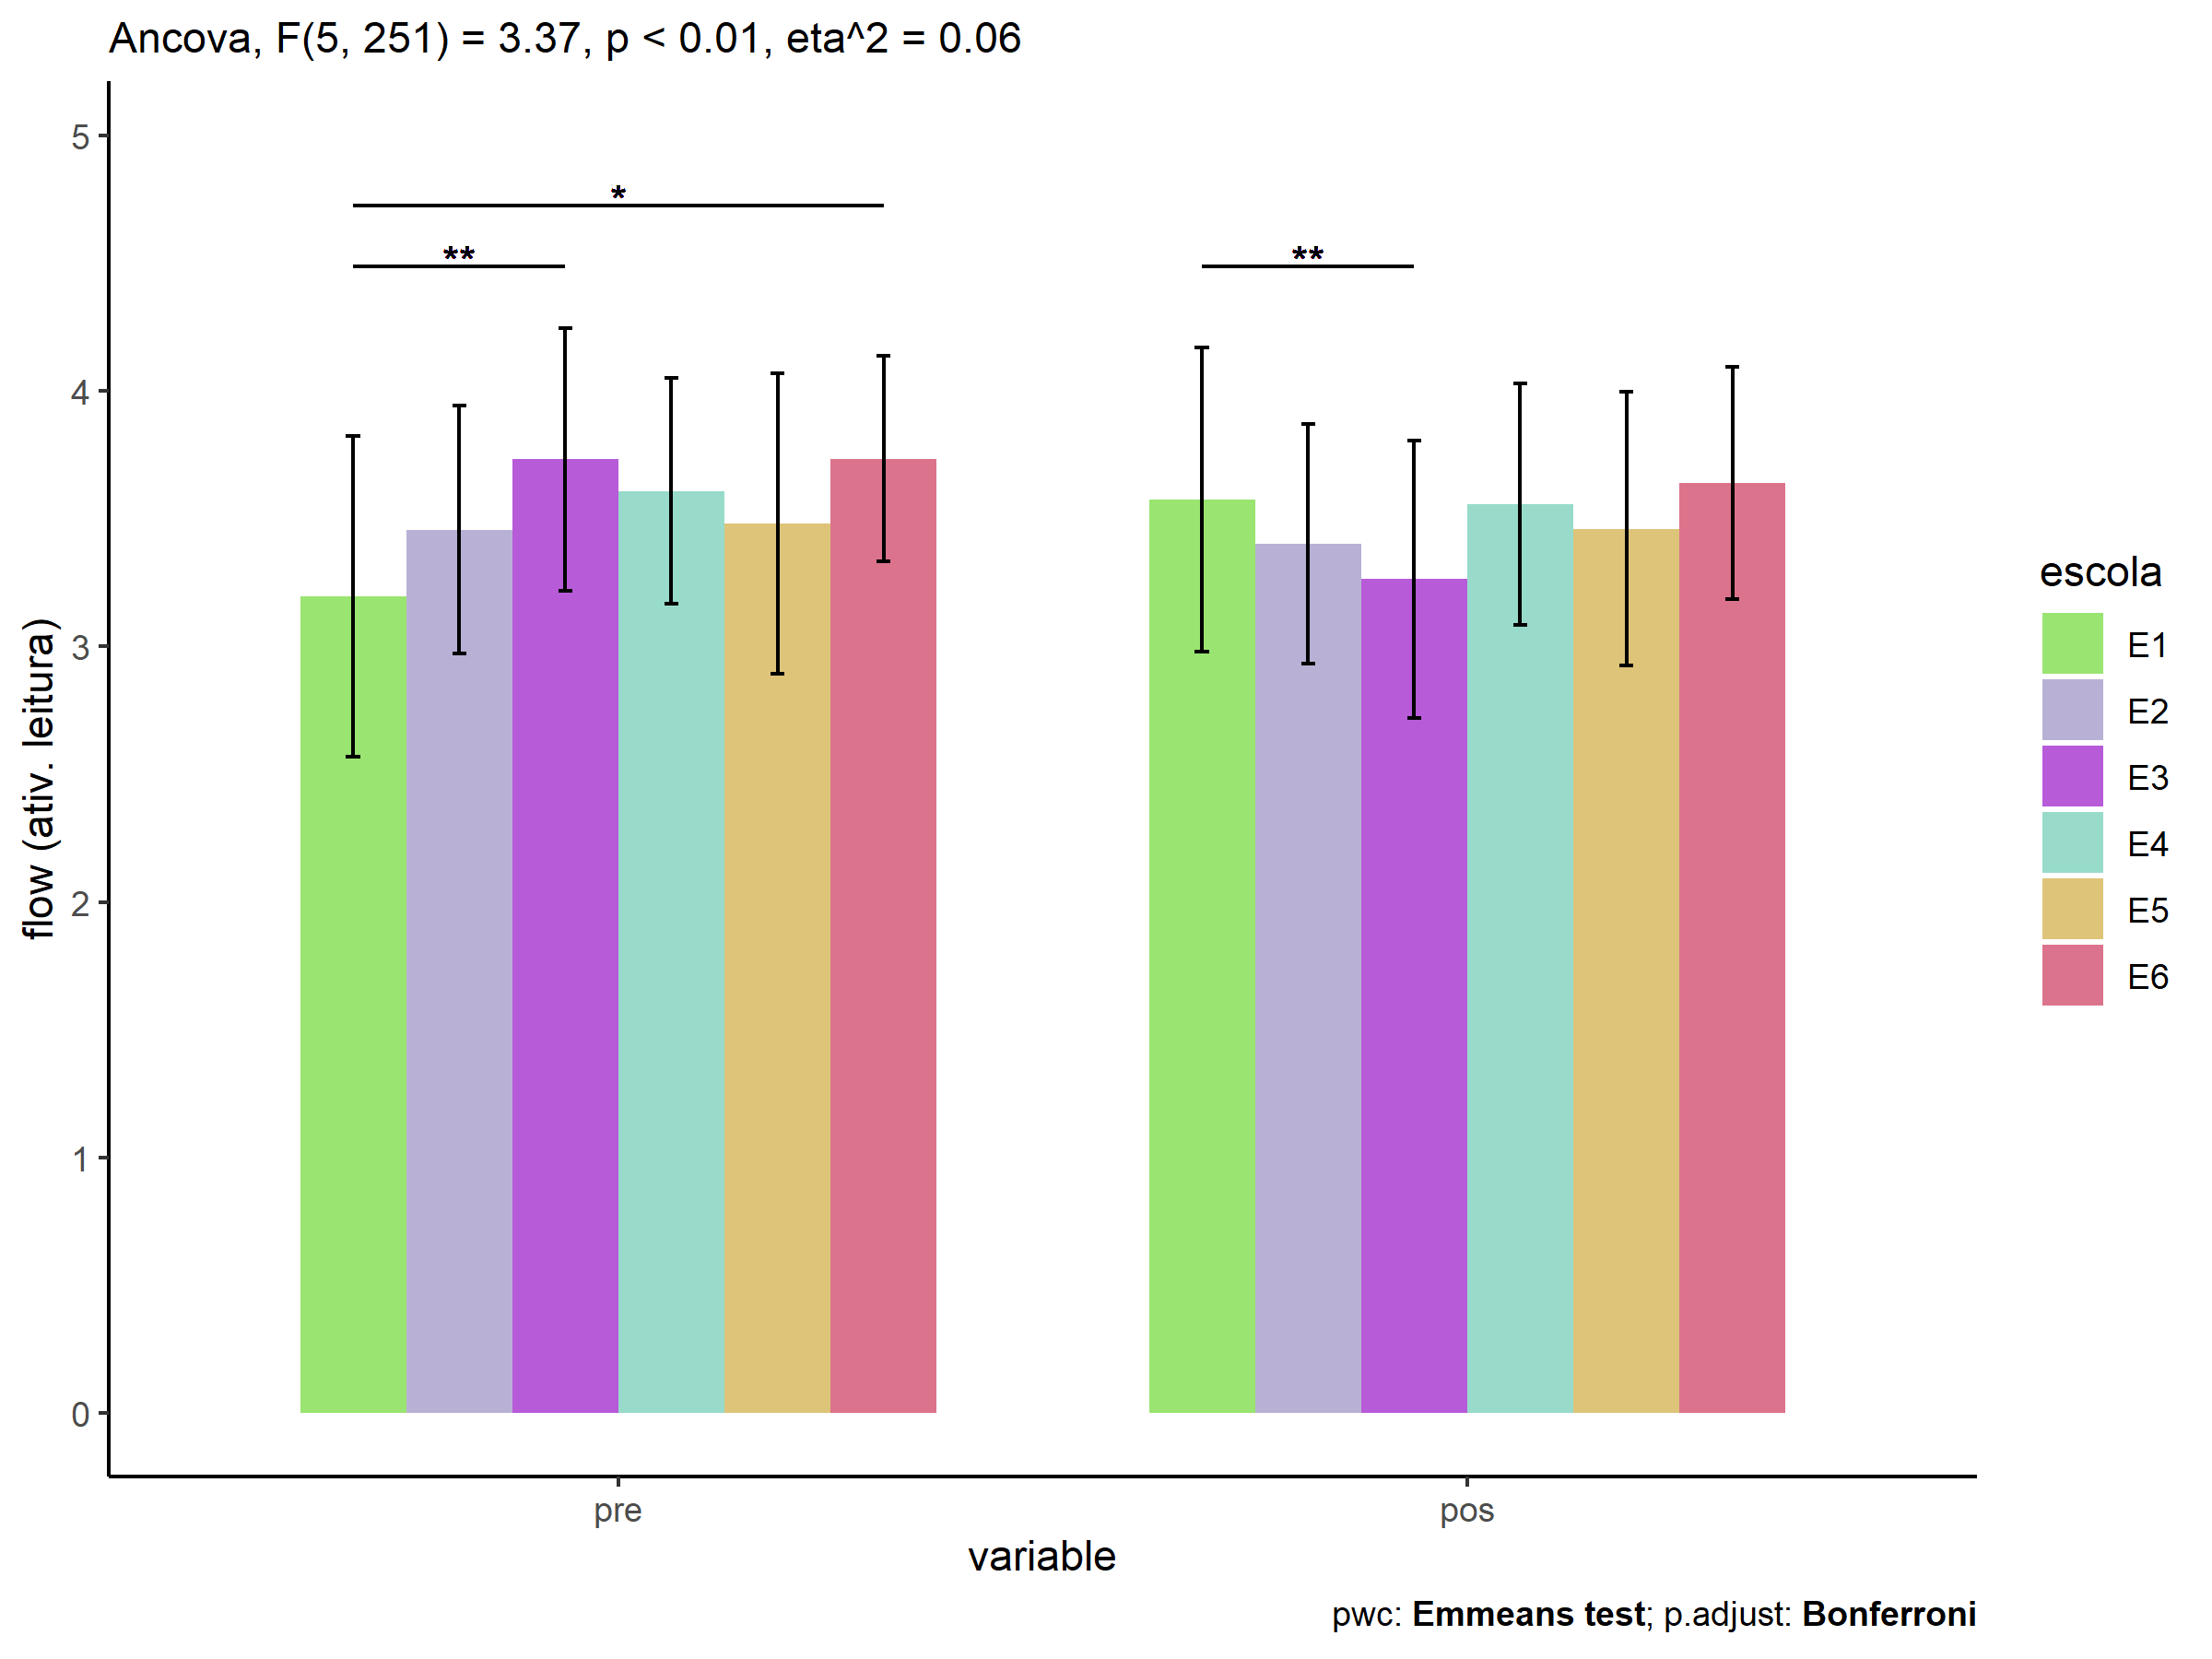 Ancova, F(5, 251) = 3.37, p < 0.01, eta^2 = 0.06
5
4
3
2
1
0
flow (ativ. leitura)
*
**
**
pre
pos
variable
escola
E1
E2
E3
E4
E5
E6
pwc: Emmeans test; p.adjust: Bonferroni